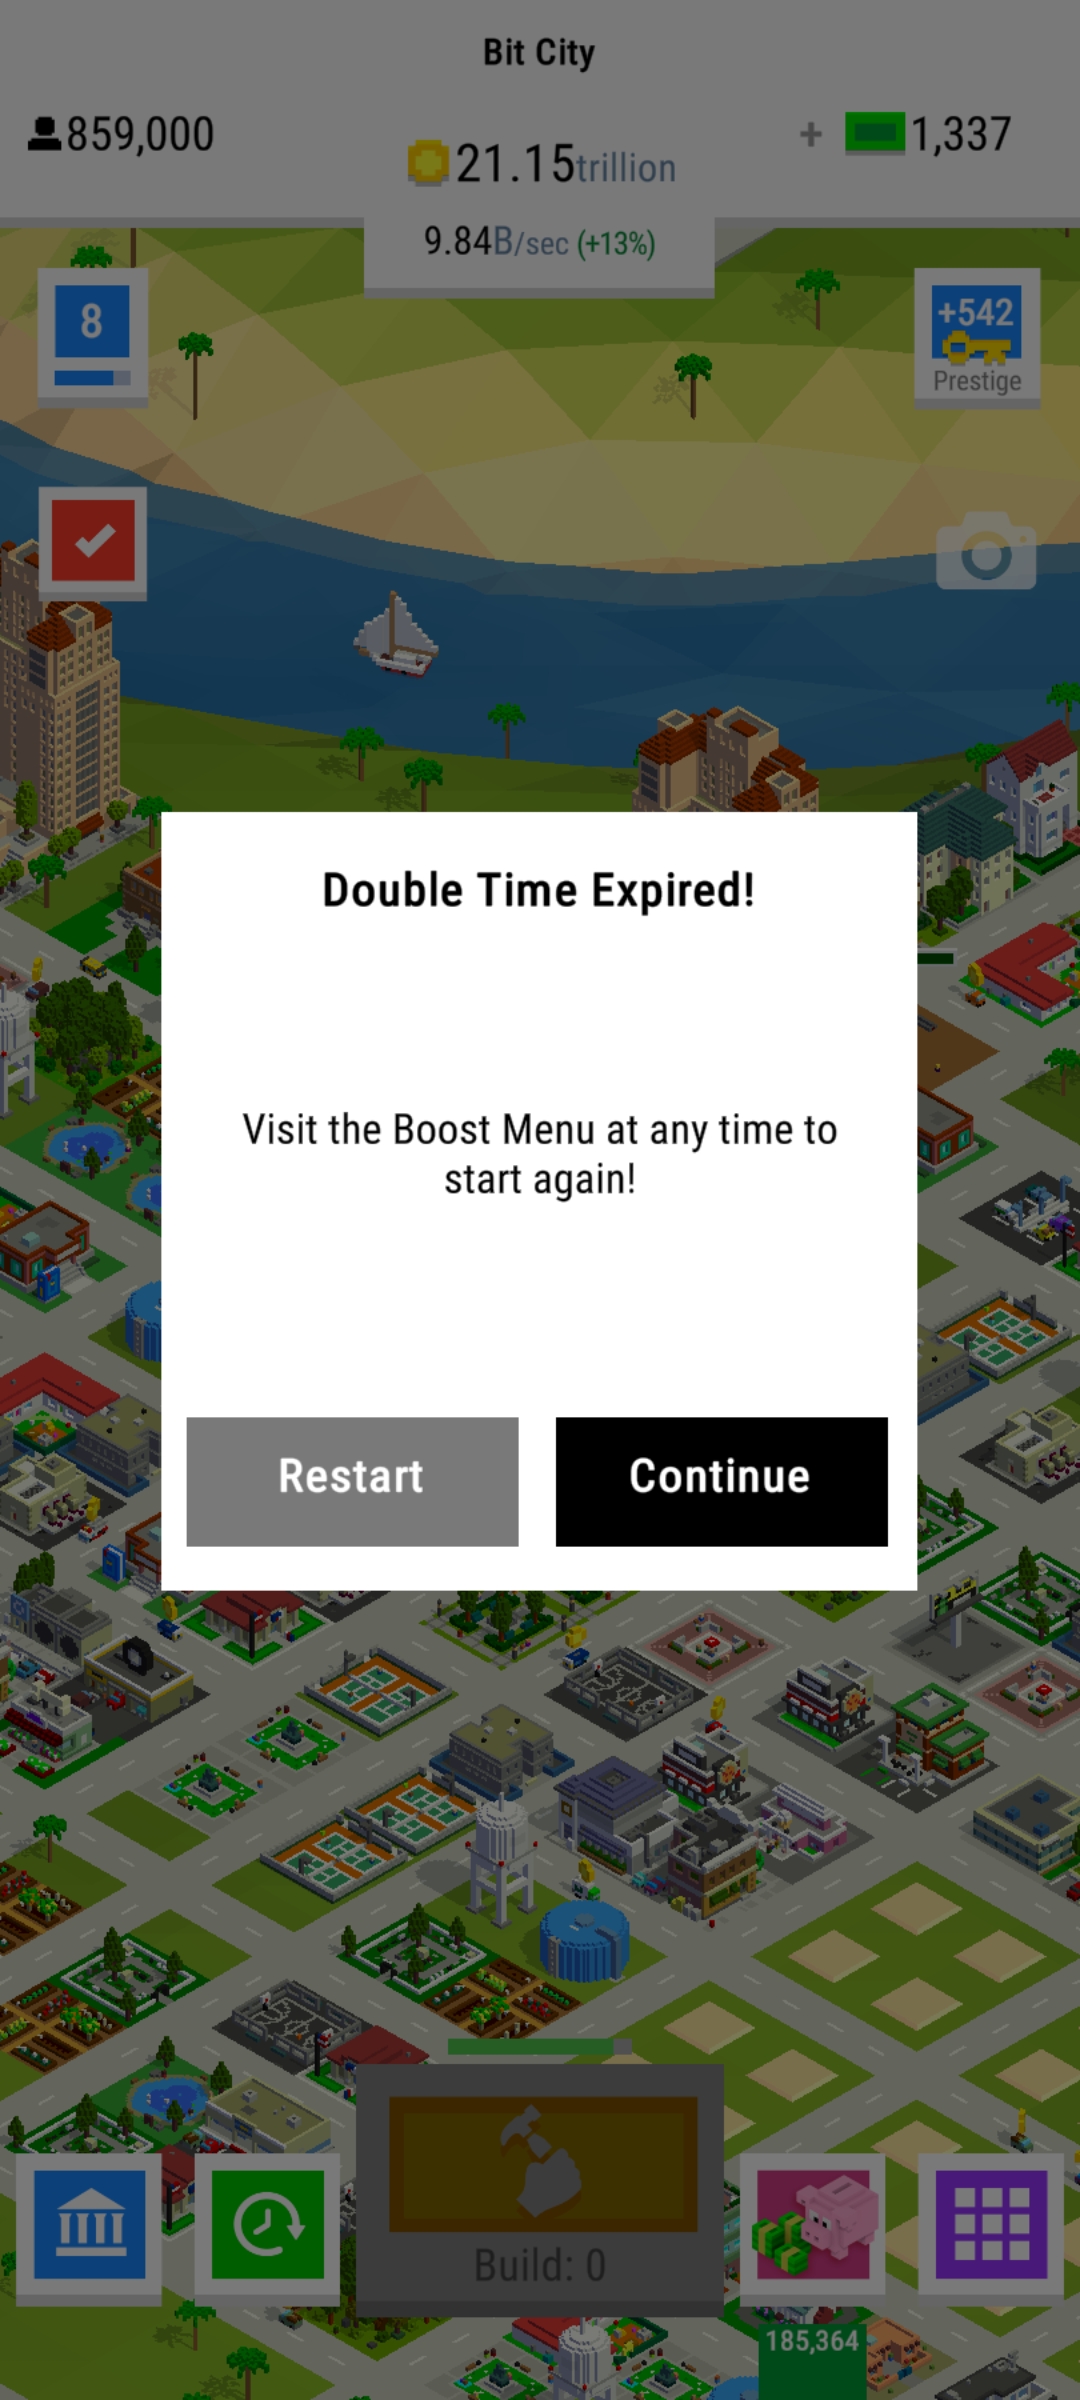 Bit City
859,000
21.15trillion
+ 1,337
9.84B/sec (+13%)
8
+542
Prestige
Double Time Expired!
Visit the Boost Menu at any time to
start again!
Restart
Continue
Build: 0
185,364